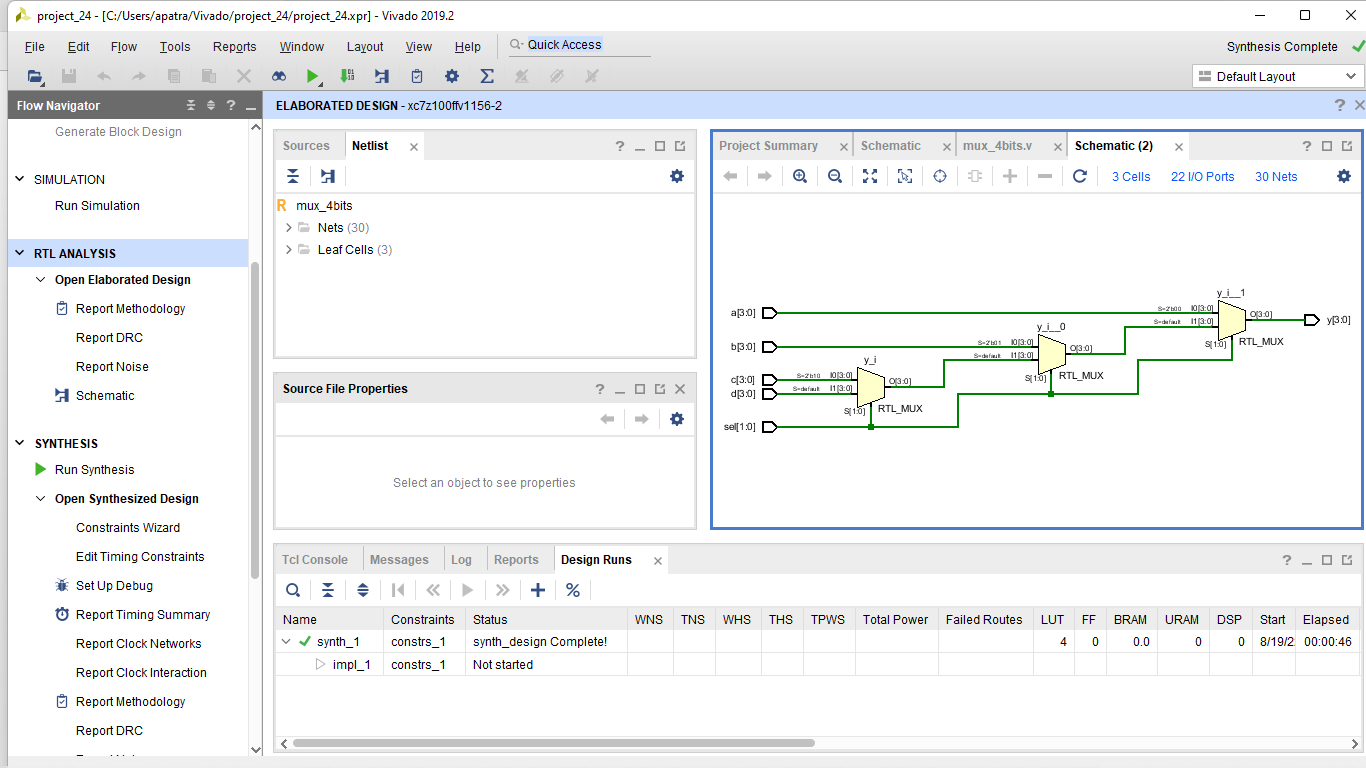 project_24 - [C:/Users/apatra/Vivado/project_24/project_24.xpr] - Vivado 2019.2
File Edit Flow Tools Reports Window Layout View Help Quick Access Synthesis Complete
Default Layout
Flow Navigator
Generate Block Design
SIMULATION
Run Simulation
RTL ANALYSIS
Open Elaborated Design
Report Methodology
Report DRC
Report Noise
Schematic
SYNTHESIS
Run Synthesis
Open Synthesized Design
Constraints Wizard
Edit Timing Constraints
Set Up Debug
Report Timing Summary
Report Clock Networks
Report Clock Interaction
Report Methodology
Report DRC
ELABORATED DESIGN - xc7z100ffv1156-2
Sources Netlist
R mux_4bits
Nets (30)
Leaf Cells (3)
Source File Properties
Select an object to see properties
Project Summary Schematic mux_4bits.v Schematic (2)
3 Cells 22 I/O Ports 30 Nets
y_i__1
a[3:0] S=2'b00 I0[3:0] O[3:0] y[3:0]
S=default I1[3:0]
S[1:0] RTL_MUX
y_i__0
b[3:0] S=2'b01 I0[3:0] O[3:0]
S=default I1[3:0]
S[1:0] RTL_MUX
y_i
c[3:0] S=2'b10 I0[3:0] O[3:0]
d[3:0] S=default I1[3:0]
S[1:0] RTL_MUX
sel[1:0]
Tcl Console Messages Log Reports Design Runs
Name Constraints Status WNS TNS WHS THS TPWS Total Power Failed Routes LUT FF BRAM URAM DSP Start Elapsed
synth_1 constrs_1 synth_design Complete! 4 0 0.0 0 0 8/19/2 00:00:46
impl_1 constrs_1 Not started